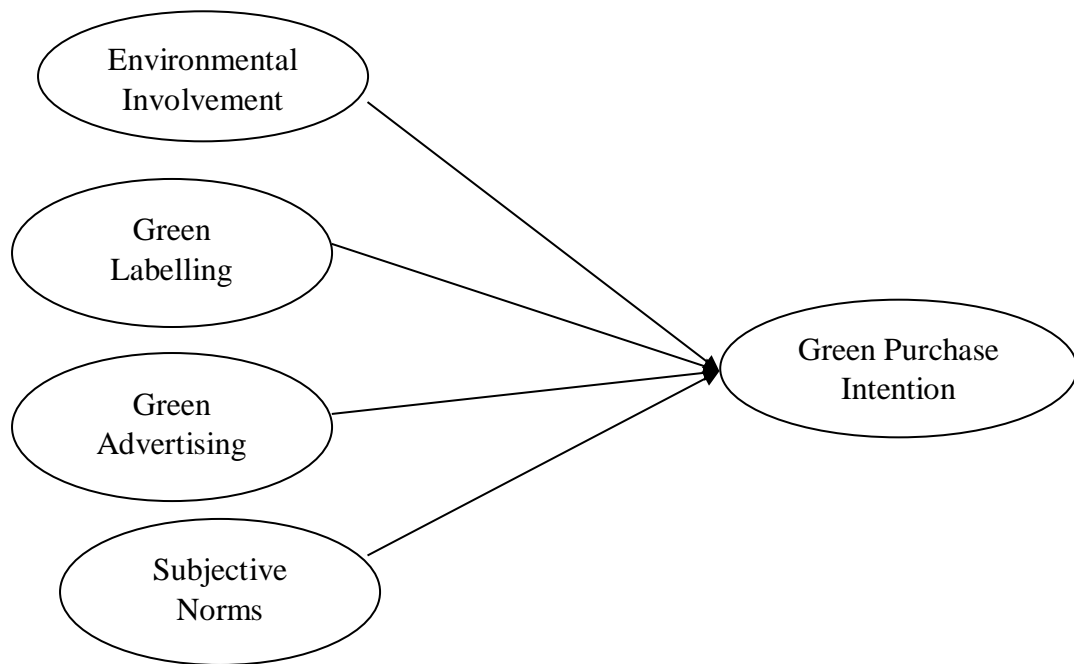 Environmental
Involvement
Green
Labelling
Green
Advertising
Subjective
Norms
Green Purchase
Intention